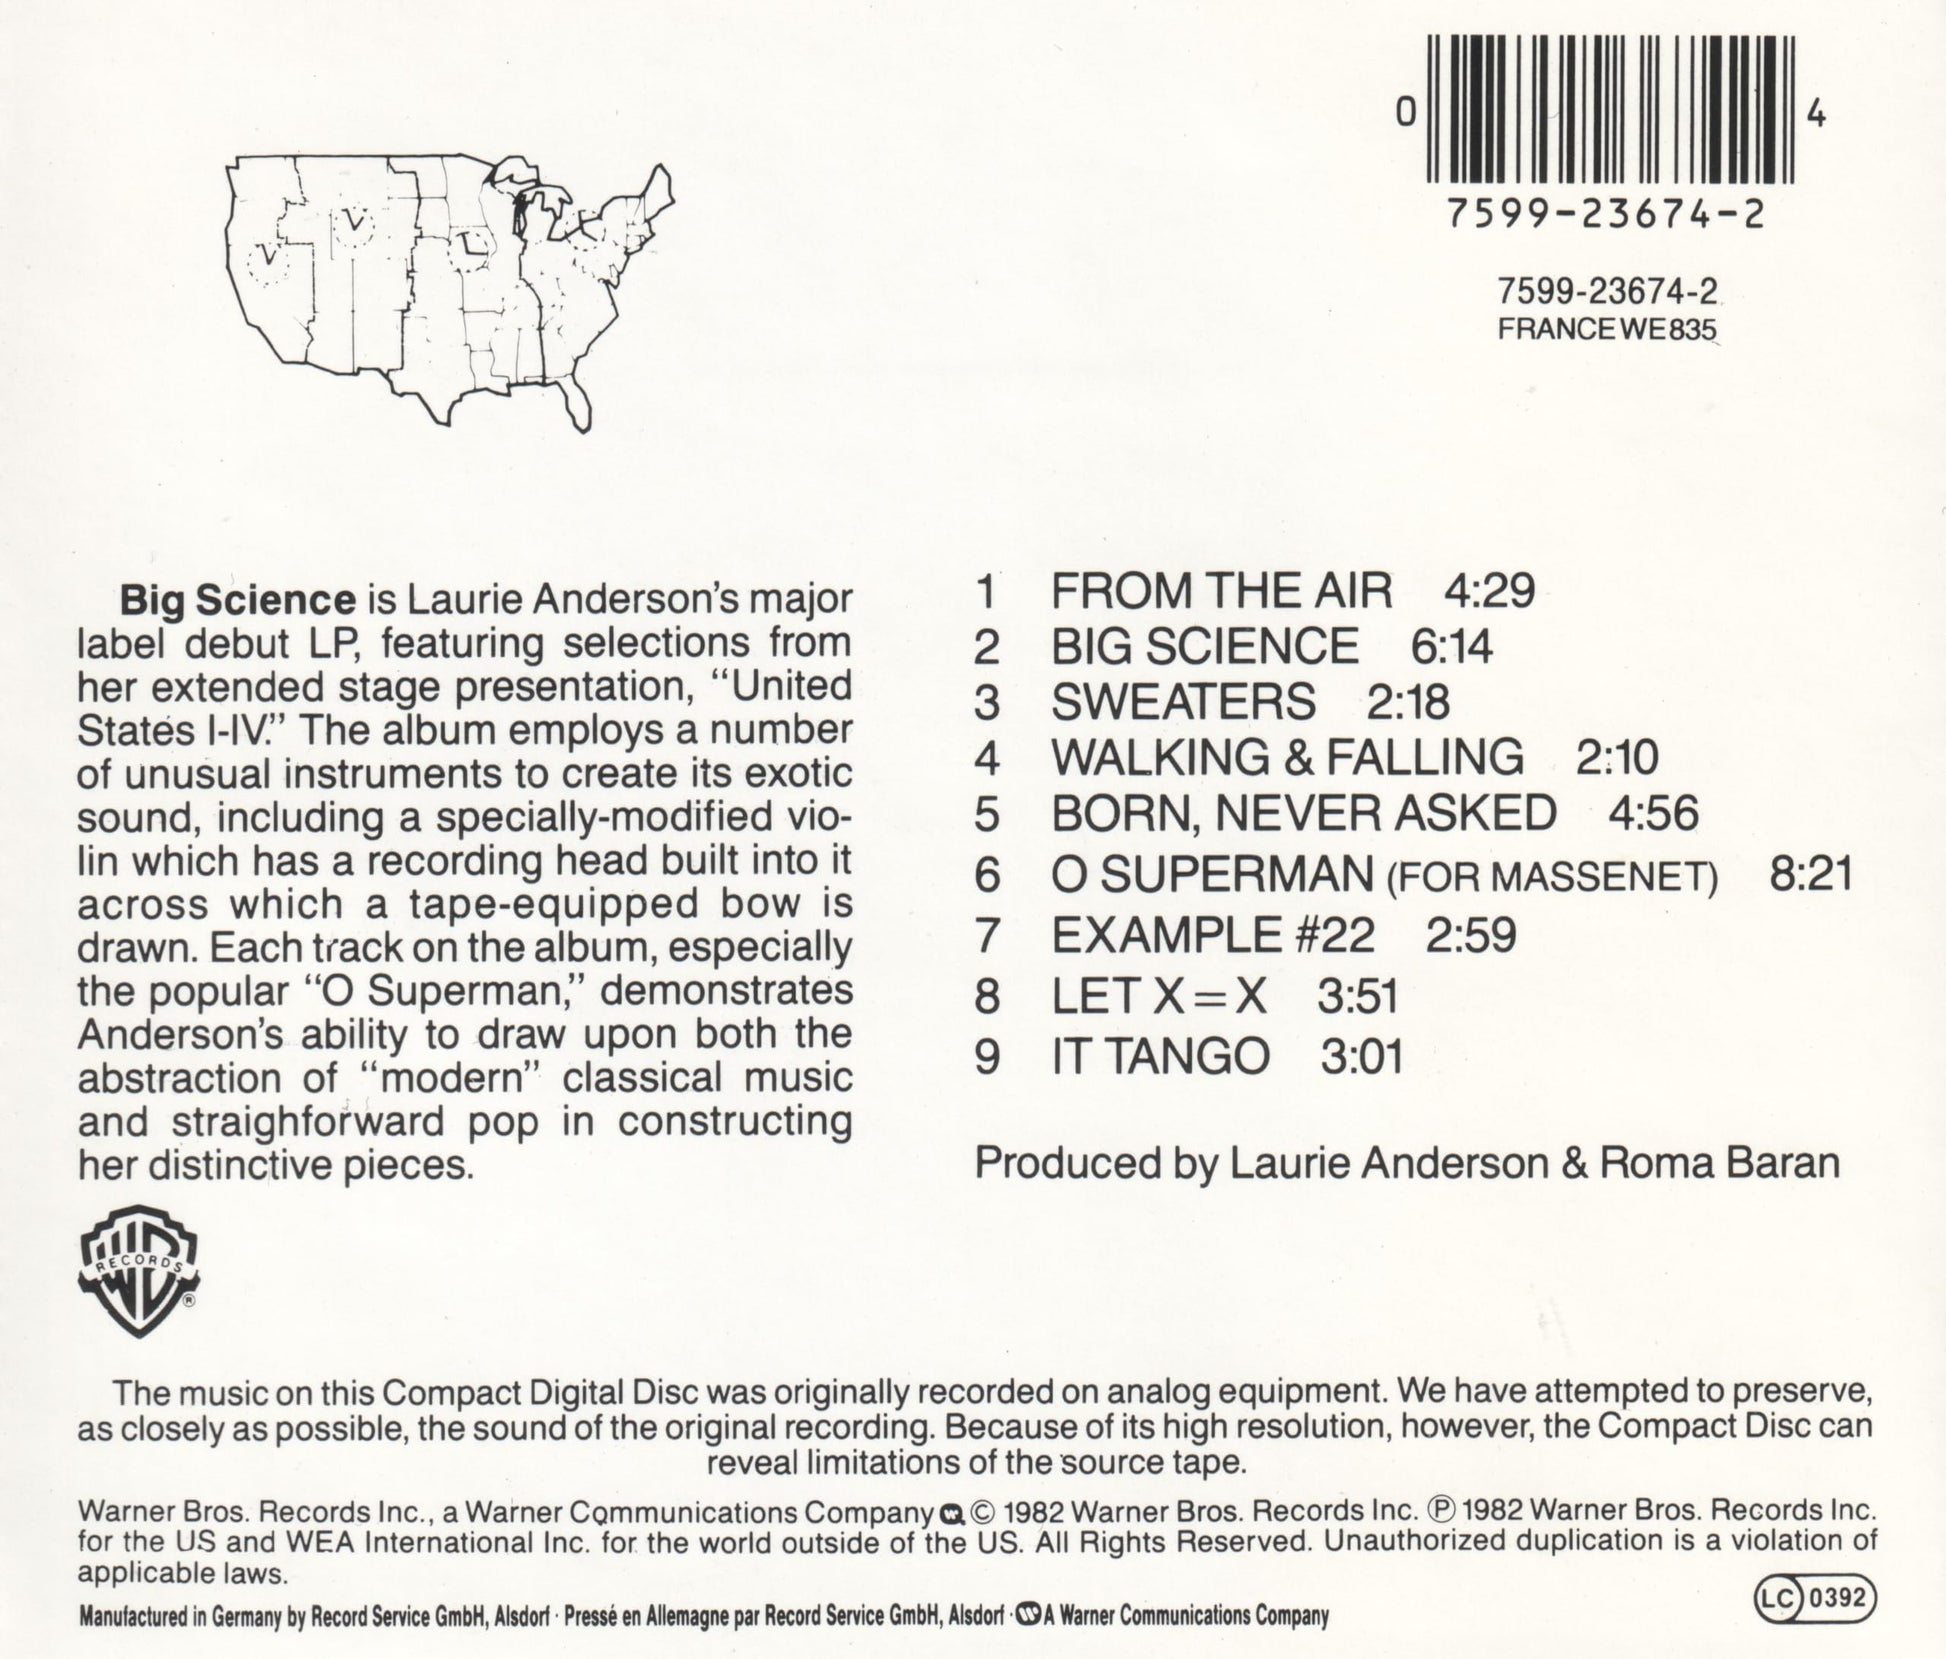 0
4
7599-23674-2
7599-23674-2
FRANCE WE 835
Big Science is Laurie Anderson's major
label debut LP, featuring selections from
her extended stage presentation, “United
States I-IV.” The album employs a number
of unusual instruments to create its exotic
sound, including a specially-modified vio-
lin which has a recording head built into it
across which a tape-equipped bow is
drawn. Each track on the album, especially
the popular “O Superman,” demonstrates
Anderson's ability to draw upon both the
abstraction of “modern” classical music
and straighforward pop in constructing
her distinctive pieces.
1 FROM THE AIR 4:29
2 BIG SCIENCE 6:14
3 SWEATERS 2:18
4 WALKING & FALLING 2:10
5 BORN, NEVER ASKED 4:56
6 O SUPERMAN (FOR MASSENET) 8:21
7 EXAMPLE #22 2:59
8 LET X=X 3:51
9 IT TANGO 3:01
Produced by Laurie Anderson & Roma Baran
WB
RECORDS
®
The music on this Compact Digital Disc was originally recorded on analog equipment. We have attempted to preserve,
as closely as possible, the sound of the original recording. Because of its high resolution, however, the Compact Disc can
reveal limitations of the source tape.
Warner Bros. Records Inc., a Warner Communications Company © 1982 Warner Bros. Records Inc. ℗ 1982 Warner Bros. Records Inc.
for the US and WEA International Inc. for the world outside of the US. All Rights Reserved. Unauthorized duplication is a violation of
applicable laws.
Manufactured in Germany by Record Service GmbH, Alsdorf · Pressé en Allemagne par Record Service GmbH, Alsdorf · A Warner Communications Company
LC 0392